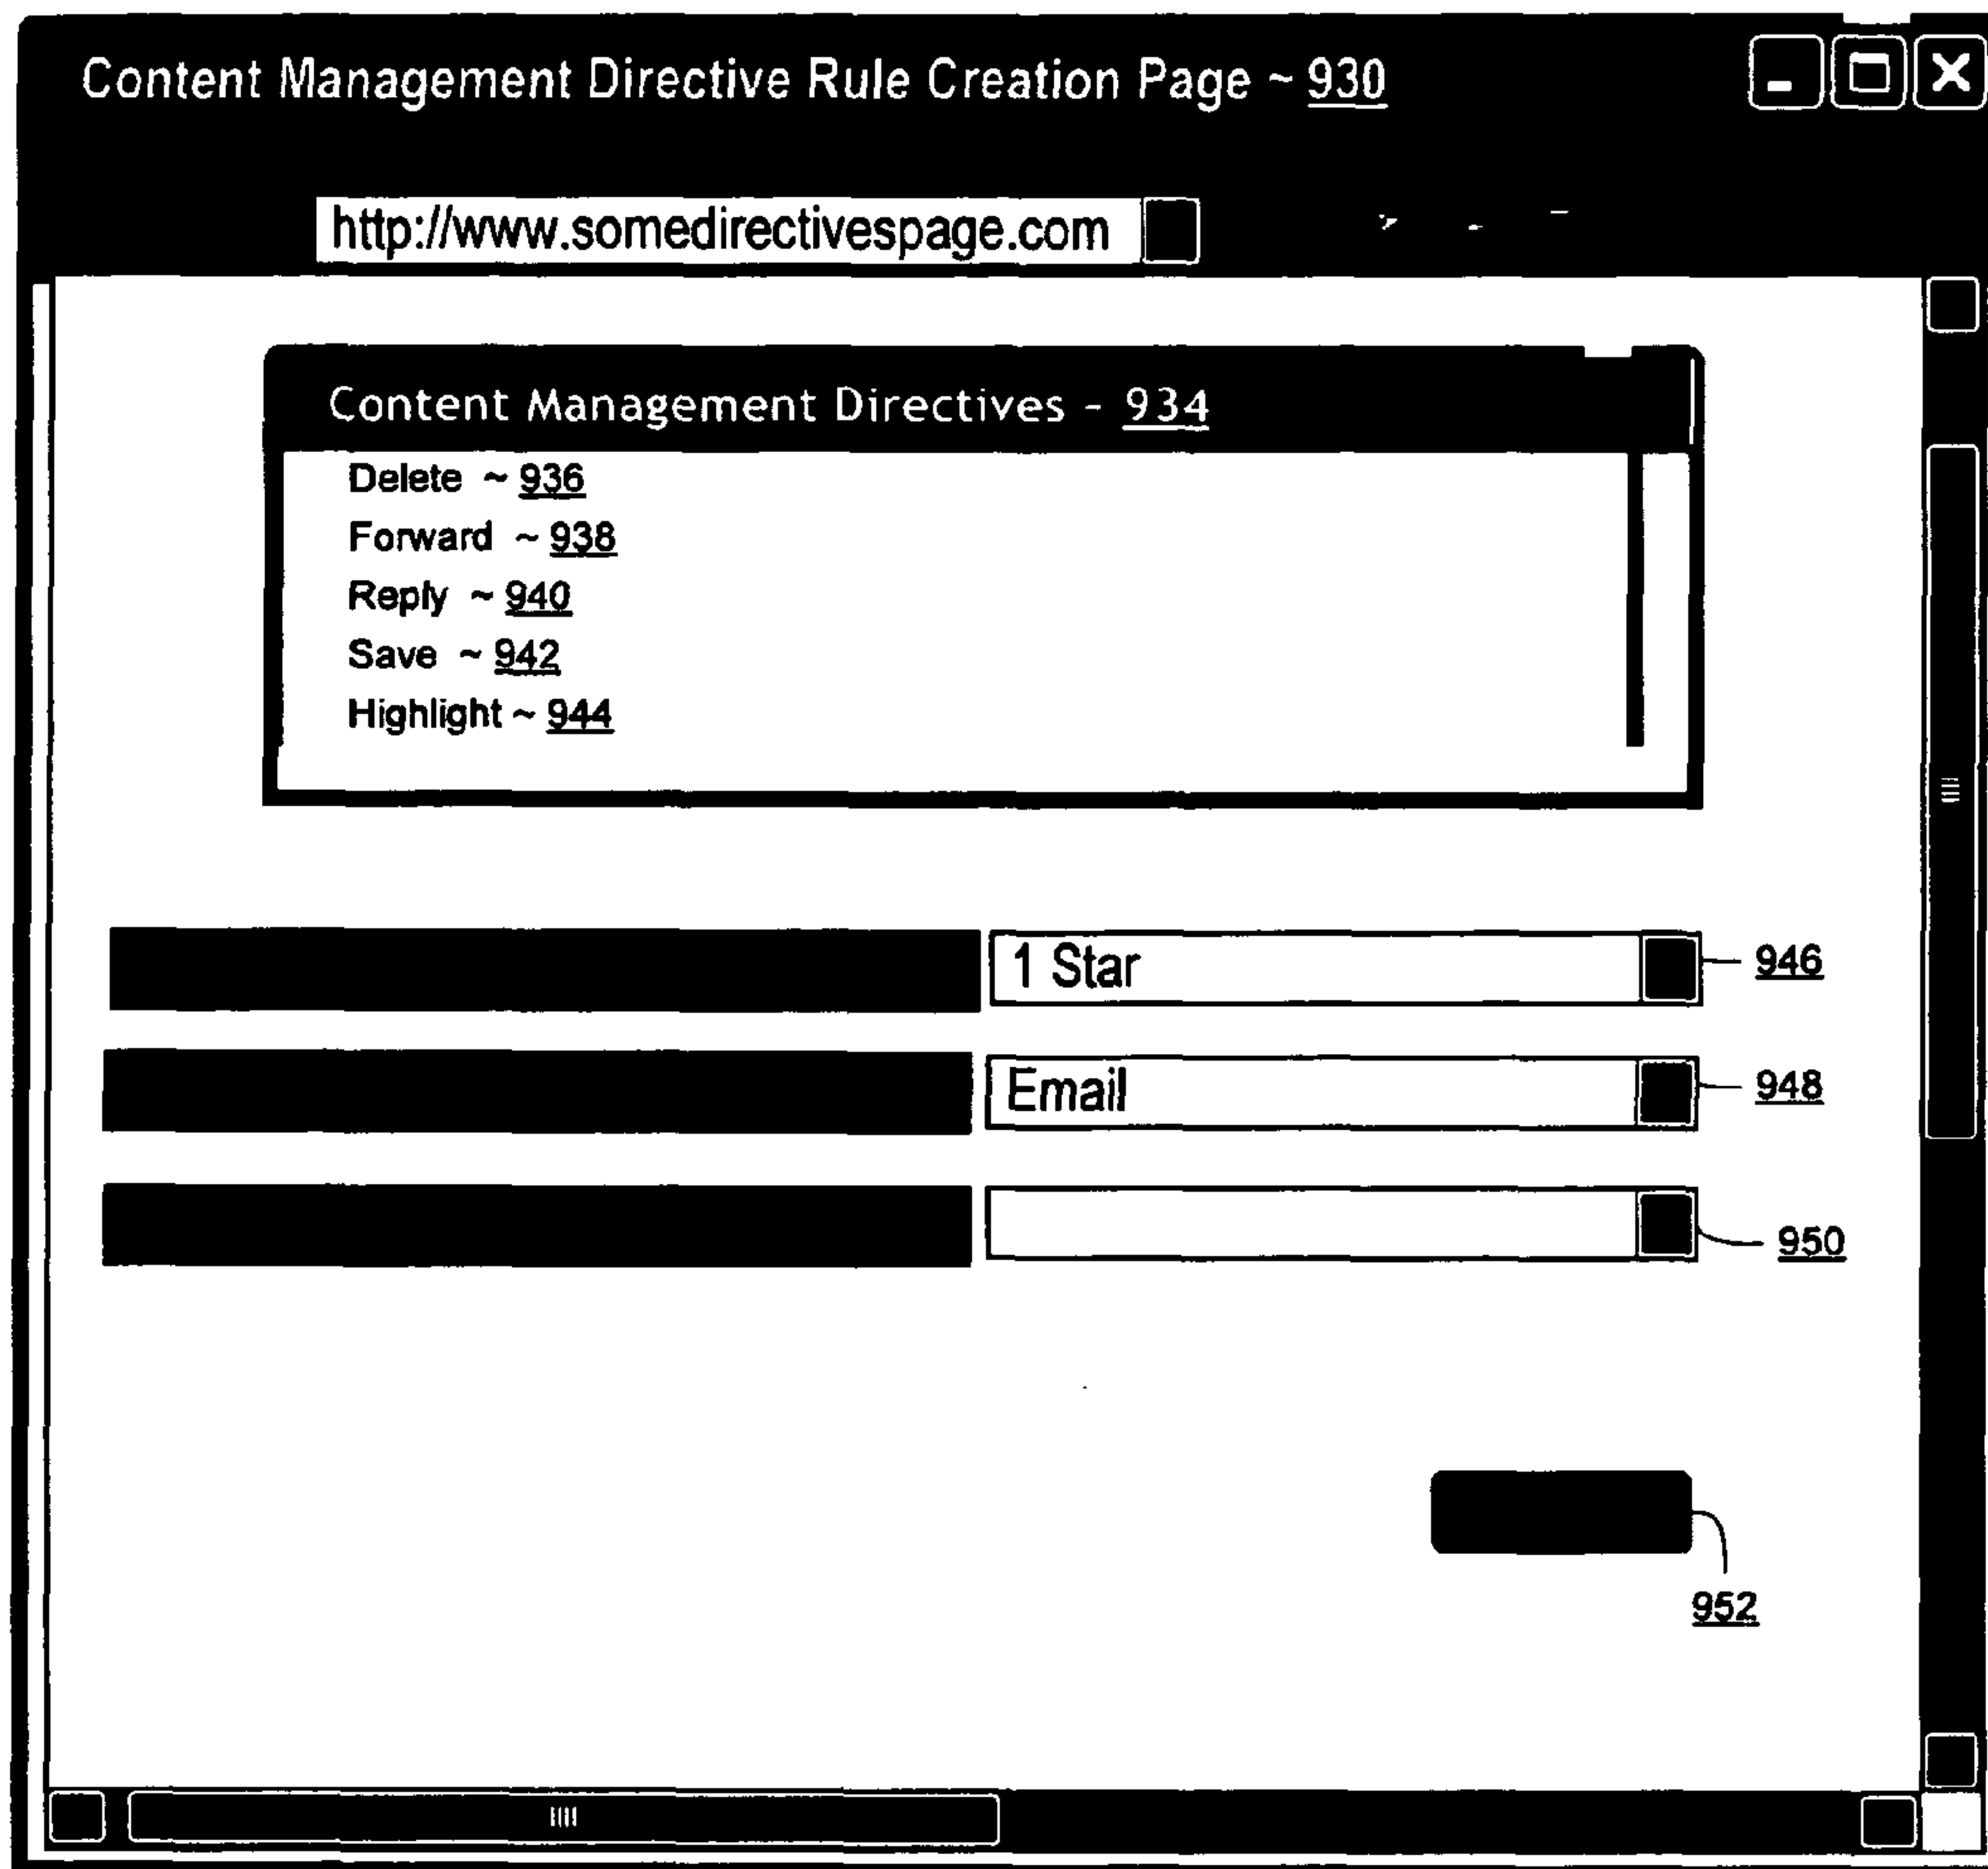 Content Management Directive Rule Creation Page ~ 930
http://www.somedirectivespage.com
Content Management Directives - 934
Delete ~ 936
Forward ~ 938
Reply ~ 940
Save ~ 942
Highlight ~ 944
1 Star 946
Email 948
950
952